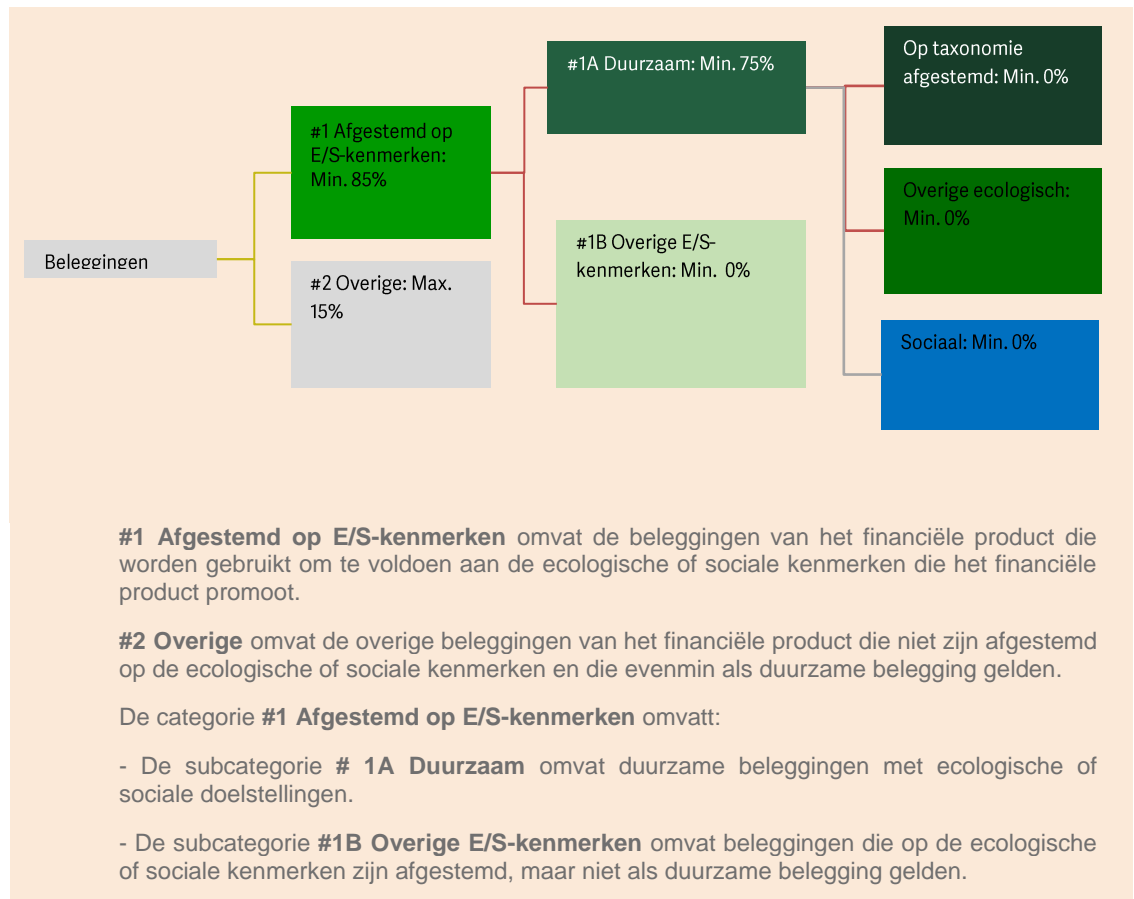 Beleggingen
#1 Afgestemd op
E/S-kenmerken:
Min. 85%
#2 Overige: Max.
15%
#1A Duurzaam: Min. 75%
#1B Overige E/S-
kenmerken: Min. 0%
Op taxonomie
afgestemd: Min. 0%
Overige ecologisch:
Min. 0%
Sociaal: Min. 0%
#1 Afgestemd op E/S-kenmerken omvat de beleggingen van het financiële product die
worden gebruikt om te voldoen aan de ecologische of sociale kenmerken die het financiële
product promoot.
#2 Overige omvat de overige beleggingen van het financiële product die niet zijn afgestemd
op de ecologische of sociale kenmerken en die evenmin als duurzame belegging gelden.
De categorie #1 Afgestemd op E/S-kenmerken omvatt:
- De subcategorie # 1A Duurzaam omvat duurzame beleggingen met ecologische of
sociale doelstellingen.
- De subcategorie #1B Overige E/S-kenmerken omvat beleggingen die op de ecologische
of sociale kenmerken zijn afgestemd, maar niet als duurzame belegging gelden.